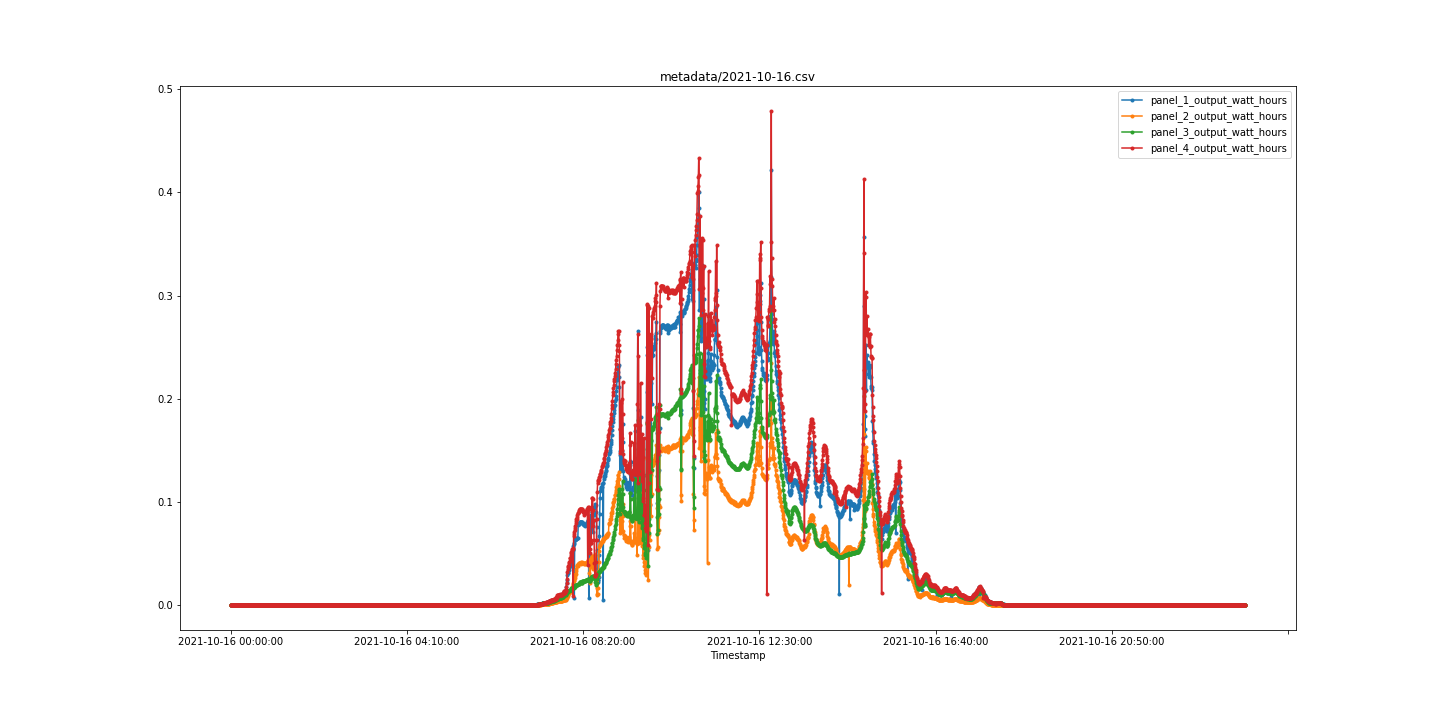 metadata/2021-10-16.csv
0.5
0.4
0.3
0.2
0.1
0.0
panel_1_output_watt_hours
panel_2_output_watt_hours
panel_3_output_watt_hours
panel_4_output_watt_hours
2021-10-16 00:00:00 2021-10-16 04:10:00 2021-10-16 08:20:00 2021-10-16 12:30:00 2021-10-16 16:40:00 2021-10-16 20:50:00
Timestamp